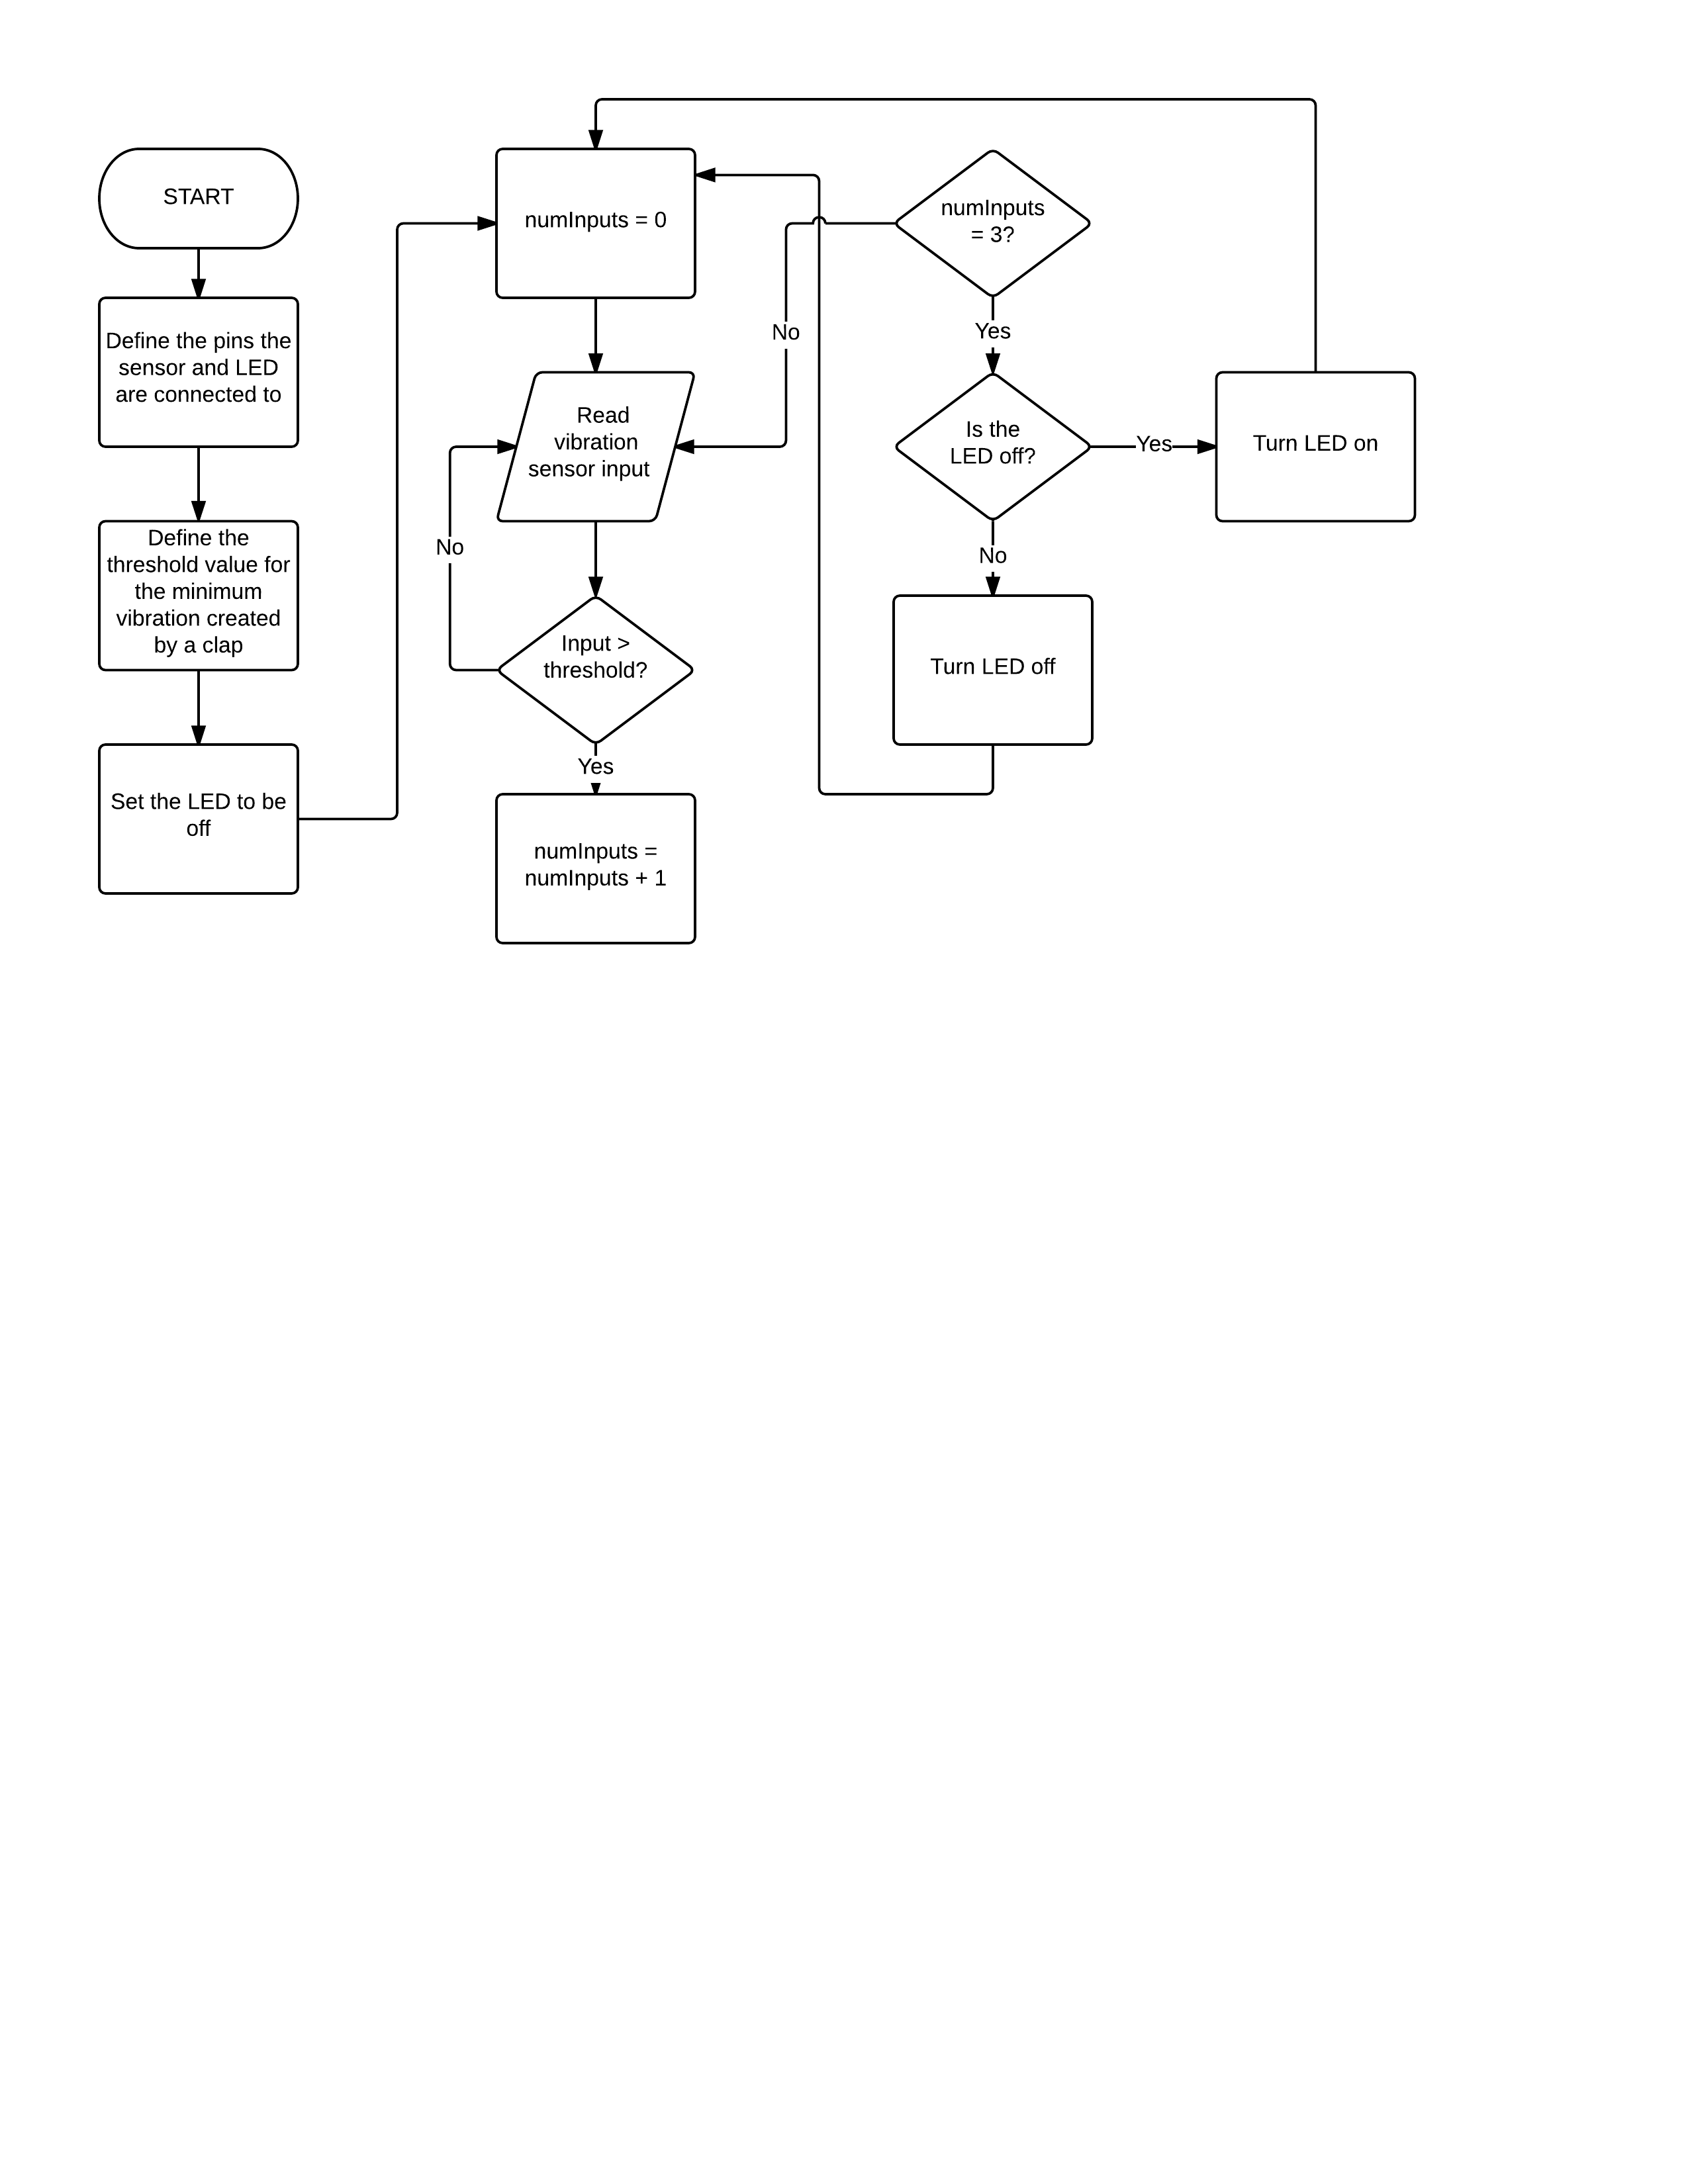 START
Define the pins the
sensor and LED
are connected to
Define the
threshold value for
the minimum
vibration created
by a clap
Set the LED to be
off
numInputs = 0
Read
vibration
sensor input
No
Input >
threshold?
Yes
numInputs =
numInputs + 1
numInputs
= 3?
No
Yes
Is the
LED off?
Yes
Turn LED on
No
Turn LED off